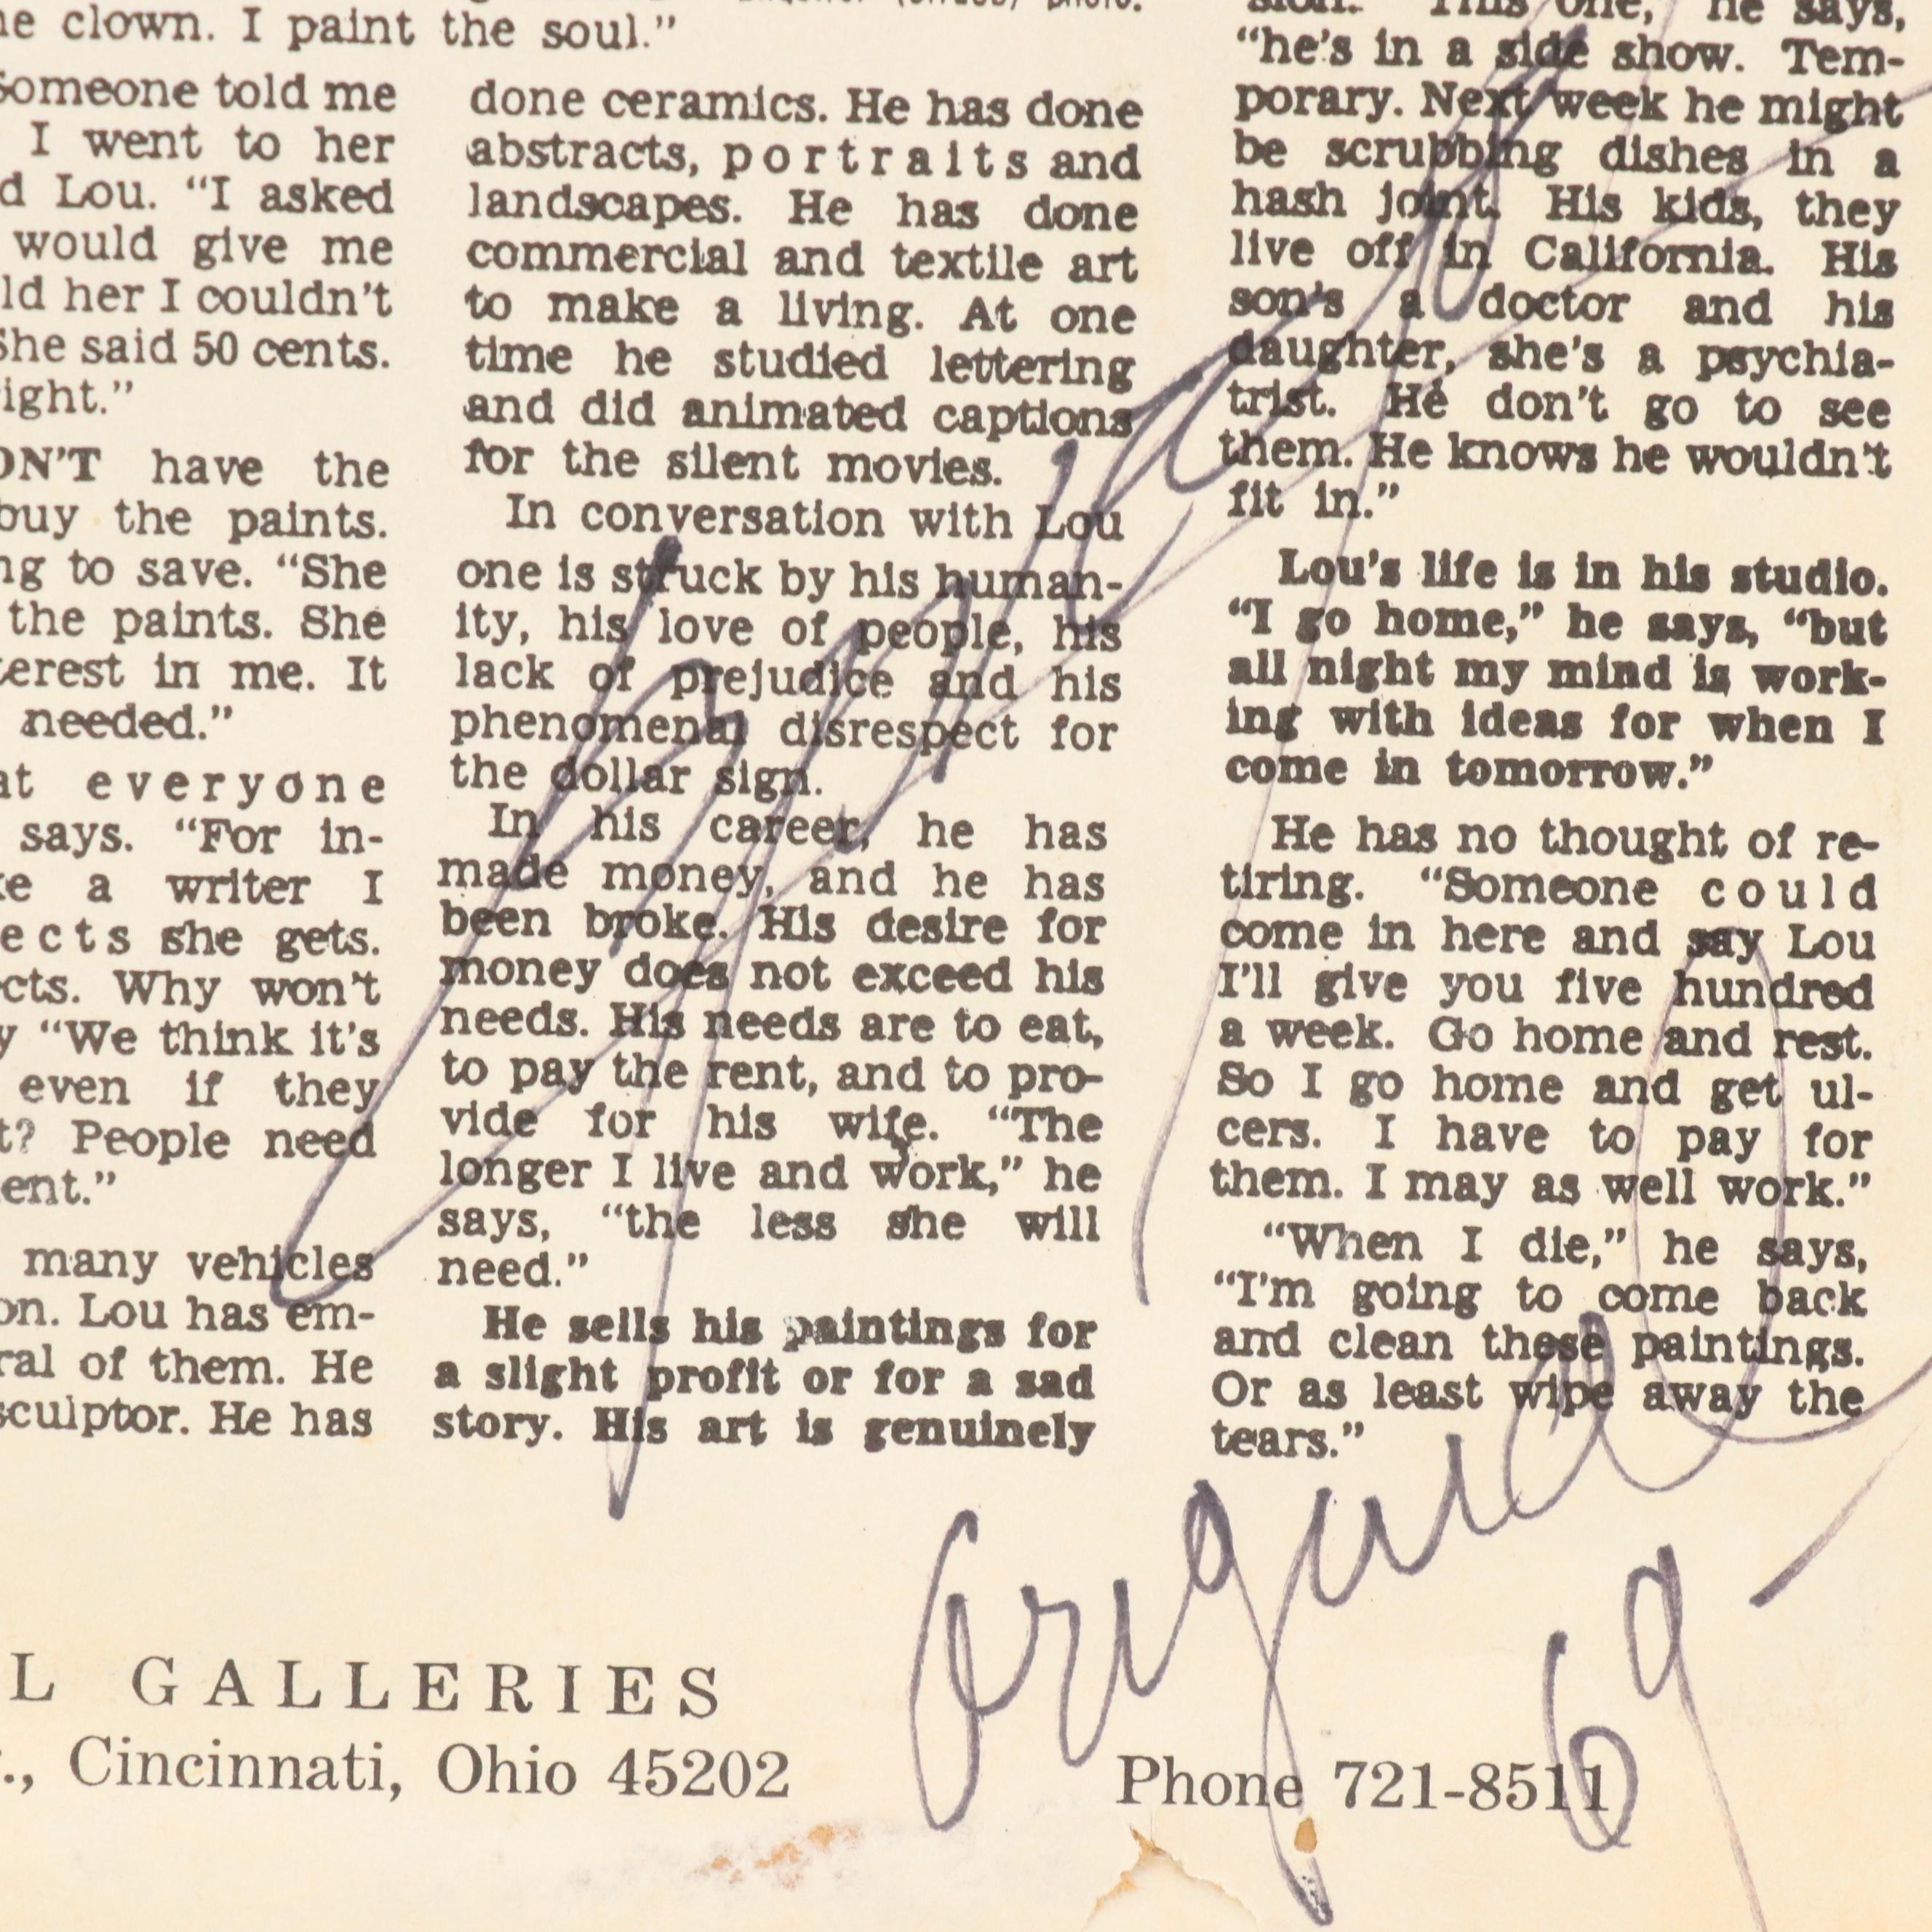 he clown. I paint the soul."
Someone told me
I went to her
d Lou. "I asked
would give me
ld her I couldn't
She said 50 cents.
ight."
ON'T have the
buy the paints.
ng to save. "She
the paints. She
terest in me. It
needed."
at everyone
says. "For in-
ke a writer I
ects she gets.
cts. Why won't
y "We think it's
even if they
t? People need
ent."
many vehicles
on. Lou has em-
ral of them. He
sculptor. He has
done ceramics. He has done
abstracts, portraits and
landscapes. He has done
commercial and textile art
to make a living. At one
time he studied lettering
and did animated captions
for the silent movies.
In conversation with Lou
one is struck by his human-
ity, his love of people, his
lack of prejudice and his
phenomenal disrespect for
the dollar sign.
In his career, he has
made money, and he has
been broke. His desire for
money does not exceed his
needs. His needs are to eat,
to pay the rent, and to pro-
vide for his wife. "The
longer I live and work," he
says, "the less she will
need."
He sells his paintings for
a slight profit or for a sad
story. His art is genuinely
sion. "This one," he says,
"he's in a side show. Tem-
porary. Next week he might
be scrubbing dishes in a
hash joint. His kids, they
live off in California. His
son's a doctor and his
daughter, she's a psychia-
trist. He don't go to see
them. He knows he wouldn't
fit in."
Lou's life is in his studio.
"I go home," he says, "but
all night my mind is work-
ing with ideas for when I
come in tomorrow."
He has no thought of re-
tiring. "Someone could
come in here and say Lou
I'll give you five hundred
a week. Go home and rest.
So I go home and get ul-
cers. I have to pay for
them. I may as well work."
"When I die," he says,
"I'm going to come back
and clean these paintings.
Or as least wipe away the
tears."
Original
69-
L GALLERIES
., Cincinnati, Ohio 45202
Phone 721-8511